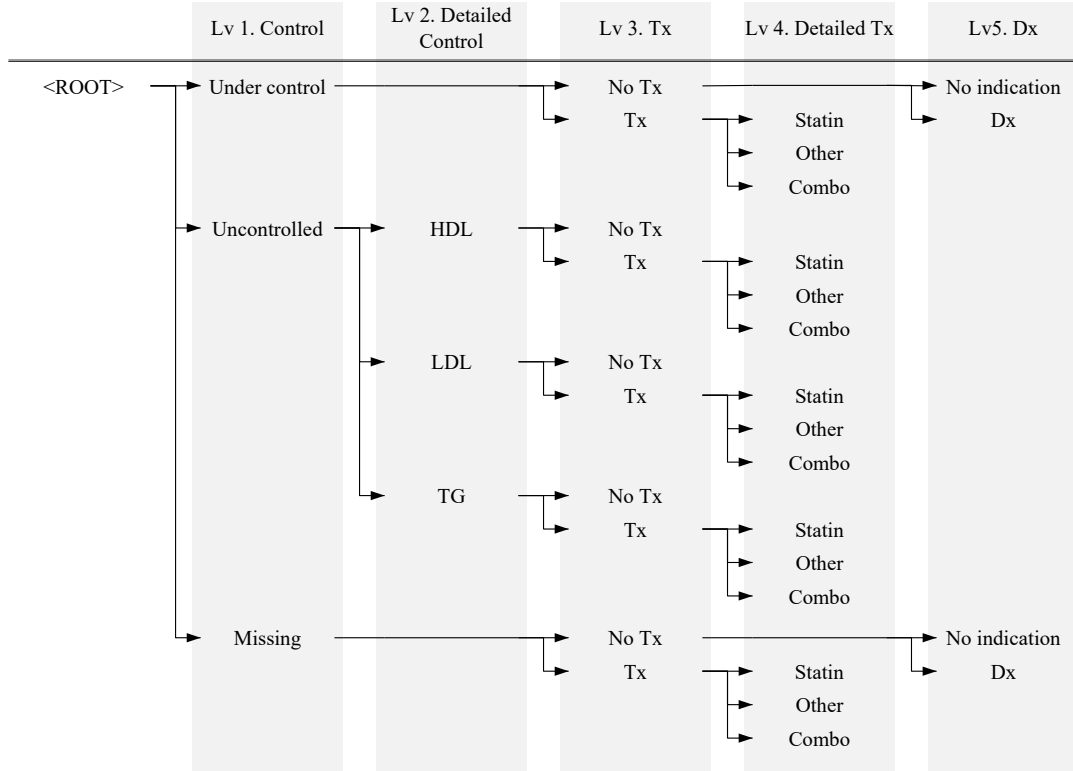 Lv 1. Control Lv 2. Detailed Control Lv 3. Tx Lv 4. Detailed Tx Lv5. Dx
<ROOT> Under control No Tx No indication
Tx Statin Dx
Other
Combo
Uncontrolled HDL No Tx
Tx Statin
Other
Combo
LDL No Tx
Tx Statin
Other
Combo
TG No Tx
Tx Statin
Other
Combo
Missing No Tx No indication
Tx Statin Dx
Other
Combo